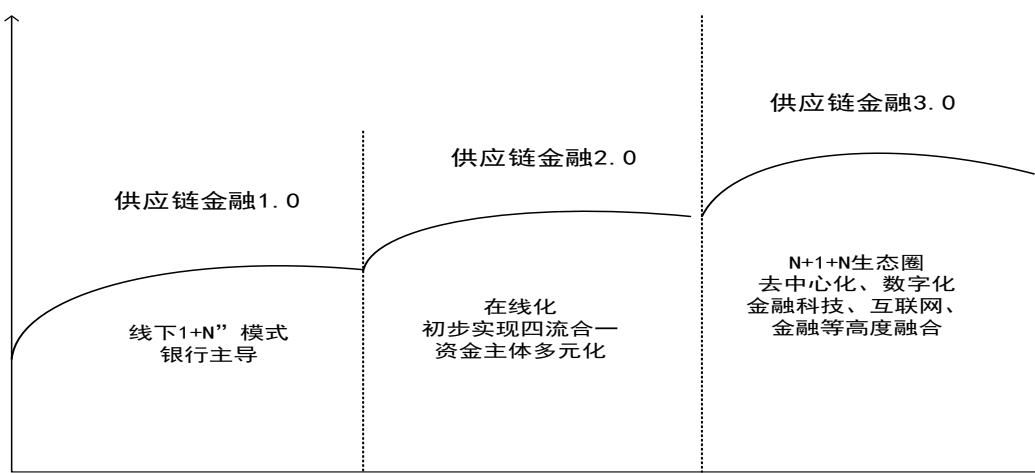 供应链金融3.0
供应链金融2.0
供应链金融1.0
N+1+N生态圈
去中心化、数字化
金融科技、互联网、
金融等高度融合
在线化
初步实现四流合一
资金主体多元化
线下1+N”模式
银行主导